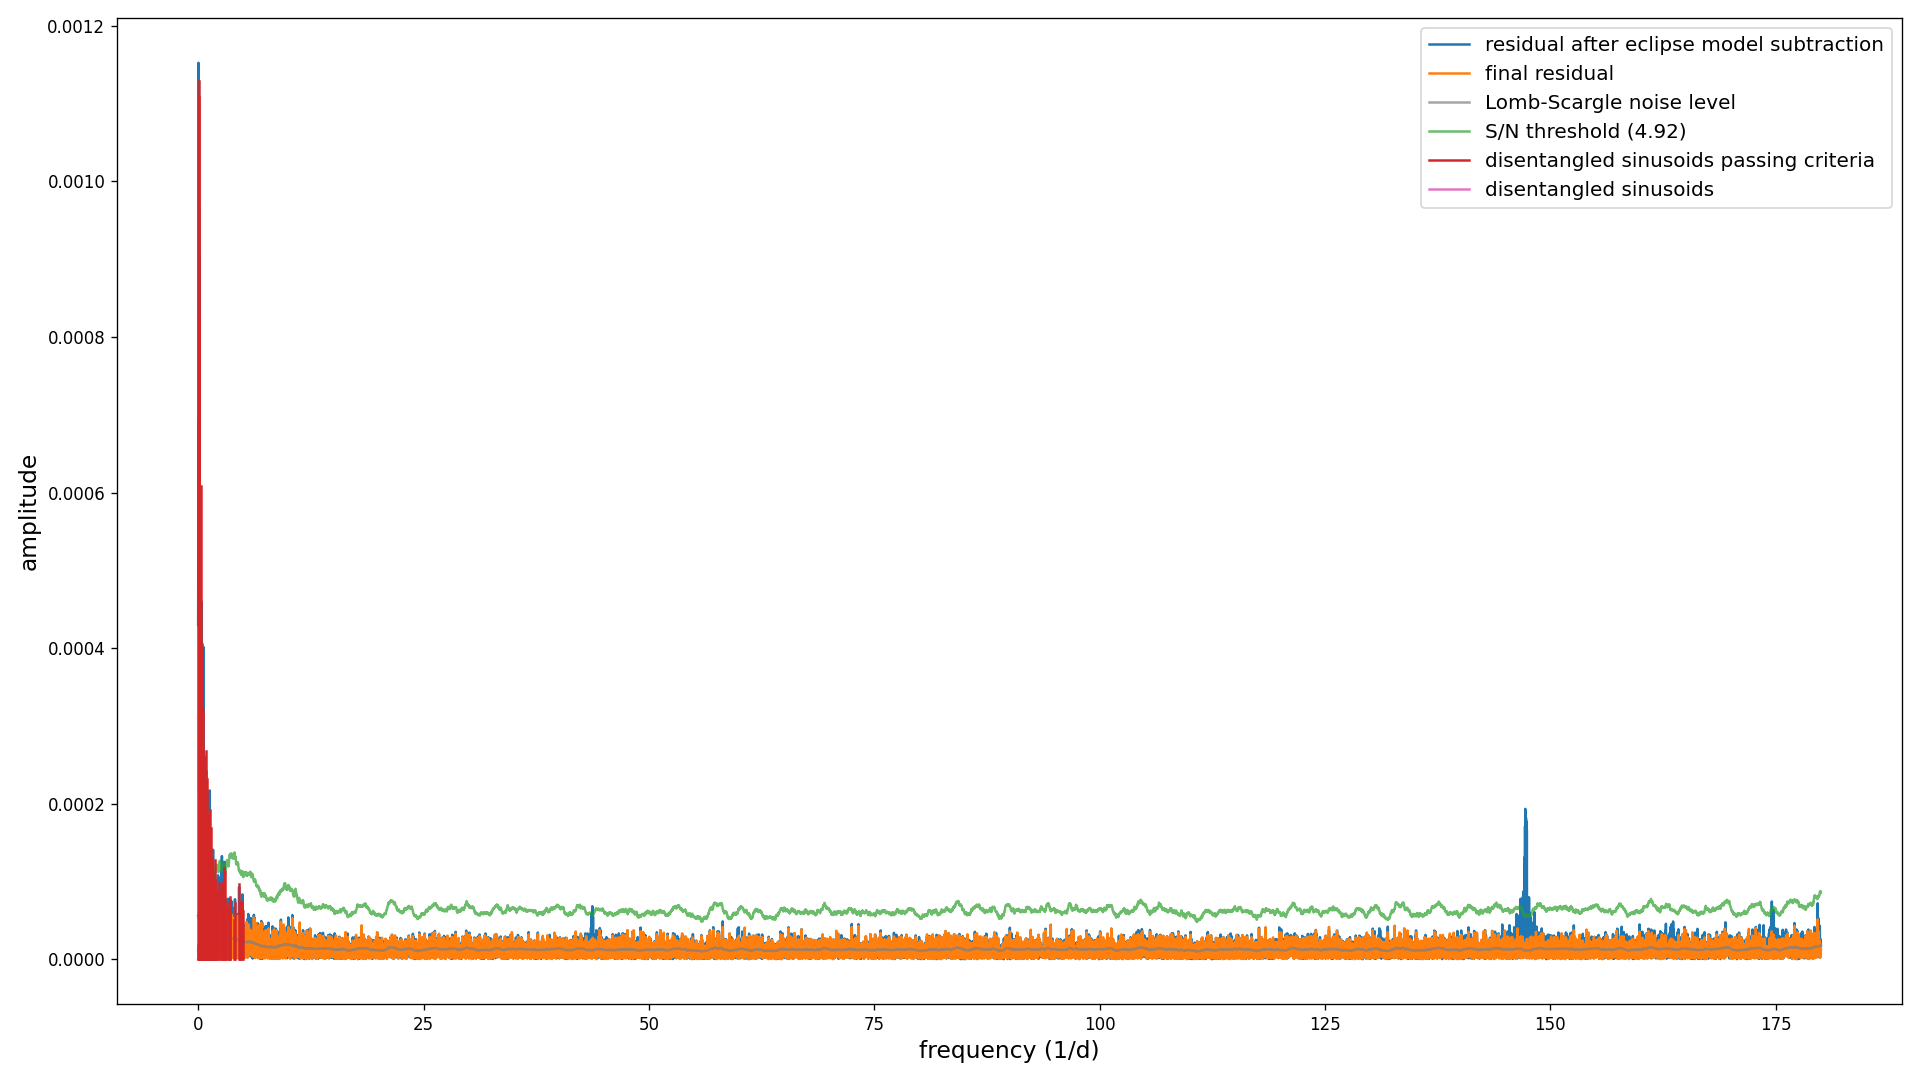 0.0012
0.0010
0.0008
0.0006
0.0004
0.0002
0.0000
amplitude
residual after eclipse model subtraction
final residual
Lomb-Scargle noise level
S/N threshold (4.92)
disentangled sinusoids passing criteria
disentangled sinusoids
0 25 50 75 100 125 150 175
frequency (1/d)